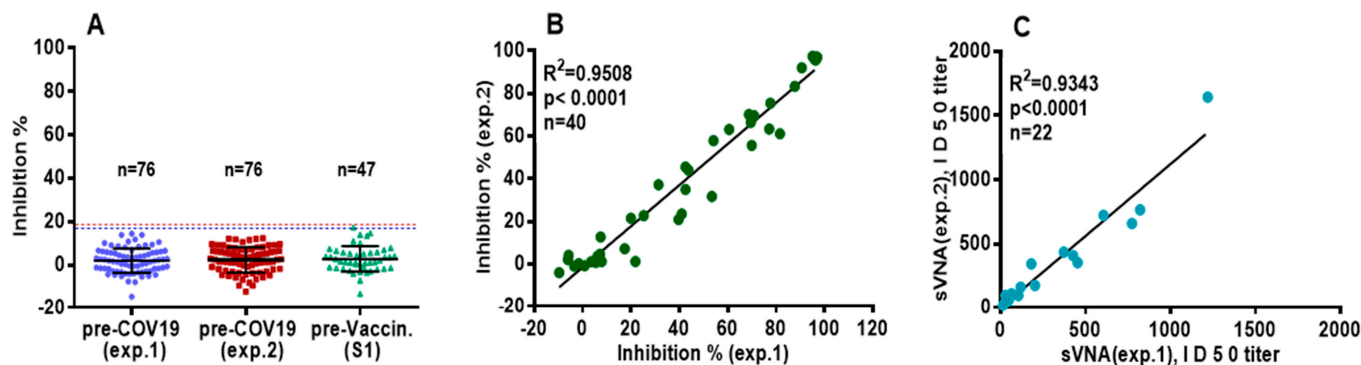 A
Inhibition %
100
80
60
40
20
0
-20
n=76
n=76
n=47
pre-COV19
(exp.1)
pre-COV19
(exp.2)
pre-Vaccin.
(S1)
B
Inhibition % (exp.2)
100
80
60
40
20
0
-20
R²=0.9508
p< 0.0001
n=40
-20
0
20
40
60
80
100
120
Inhibition % (exp.1)
C
sVNA(exp.2), I D 5 0 titer
2000
1500
1000
500
0
R²=0.9343
p<0.0001
n=22
0
500
1000
1500
2000
sVNA(exp.1), I D 5 0 titer